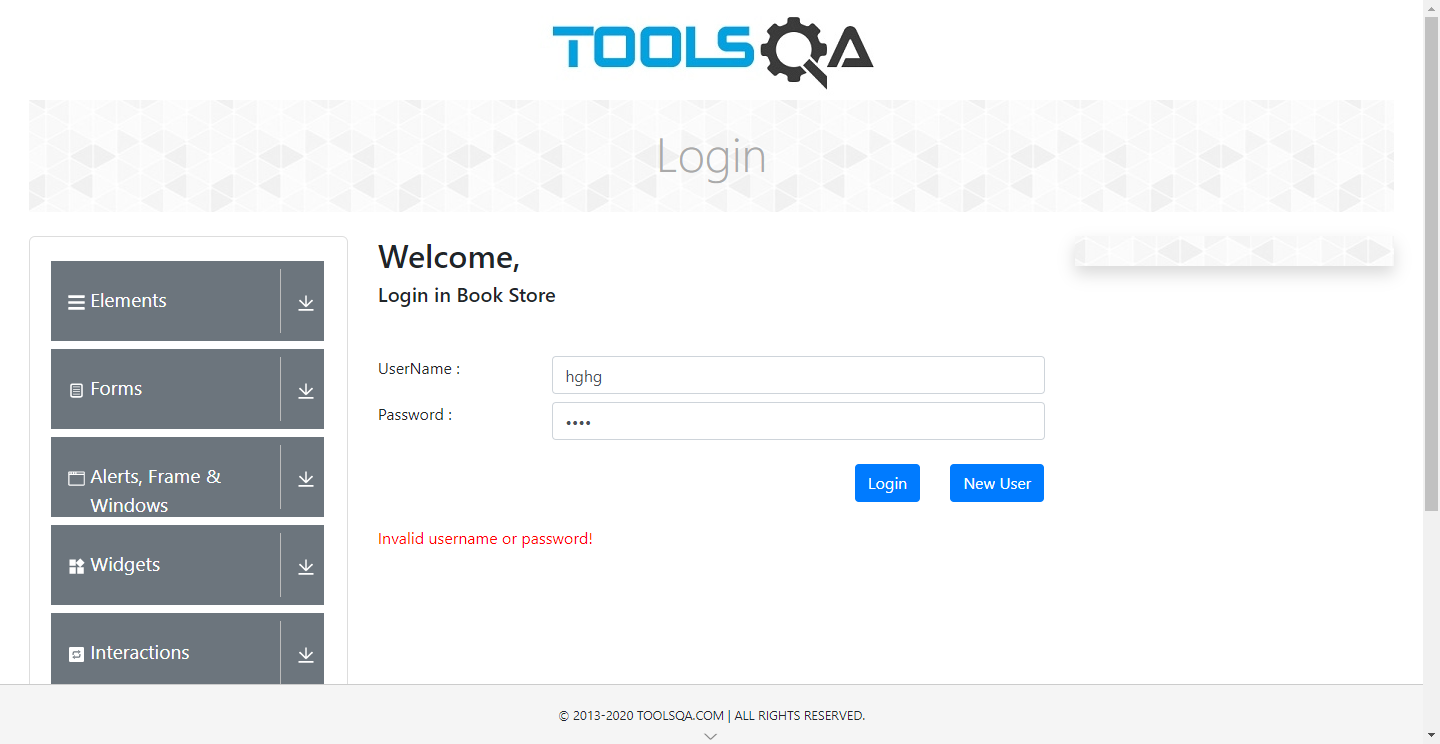 TOOLSQA
Login
Elements
Forms
Alerts, Frame &
Windows
Widgets
Interactions
Welcome,
Login in Book Store
UserName :
hghg
Password :
••••
Login
New User
Invalid username or password!
© 2013-2020 TOOLSQA.COM | ALL RIGHTS RESERVED.